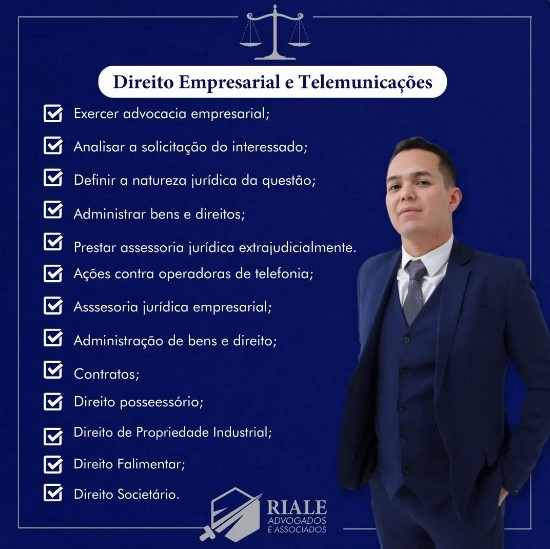 Direito Empresarial e Telemunicações
Exercer advocacia empresarial;
Analisar a solicitação do interessado;
Definir a natureza jurídica da questão;
Administrar bens e direitos;
Prestar assessoria jurídica extrajudicialmente.
Ações contra operadoras de telefonia;
Asssesoria jurídica empresarial;
Administração de bens e direito;
Contratos;
Direito posseessório;
Direito de Propriedade Industrial;
Direito Falimentar;
Direito Societário.
RIALE
ADVOGADOS
E ASSOCIADOS